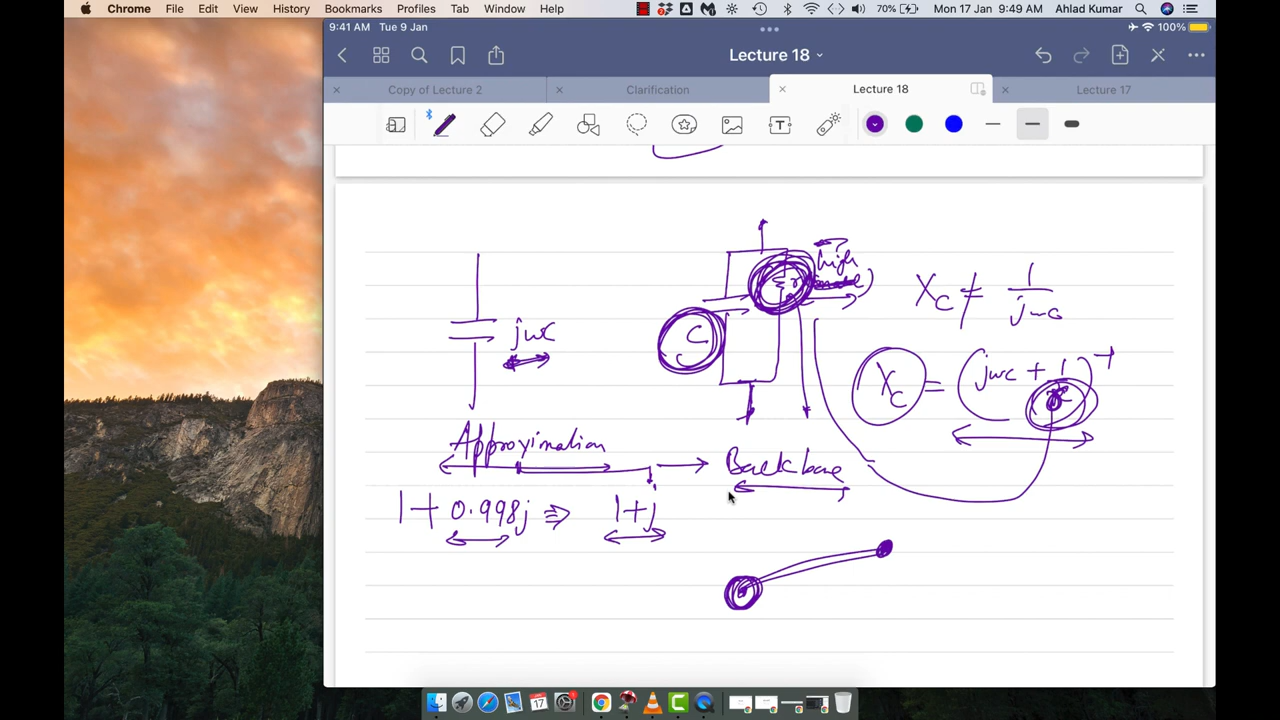 Chrome File Edit View History Bookmarks Profiles Tab Window Help 70% Mon 17 Jan 9:49 AM Ahlad Kumar
9:41 AM Tue 9 Jan 100%
Lecture 18
Copy of Lecture 2 Clarification Lecture 18 Lecture 17
T
?
high
r
C
jωc
Xc ≠ 1/jωc
Xc = (jωc + 1/r)⁻¹
Approximation → Backbone
1 + 0.998j ⇒ 1+j
17